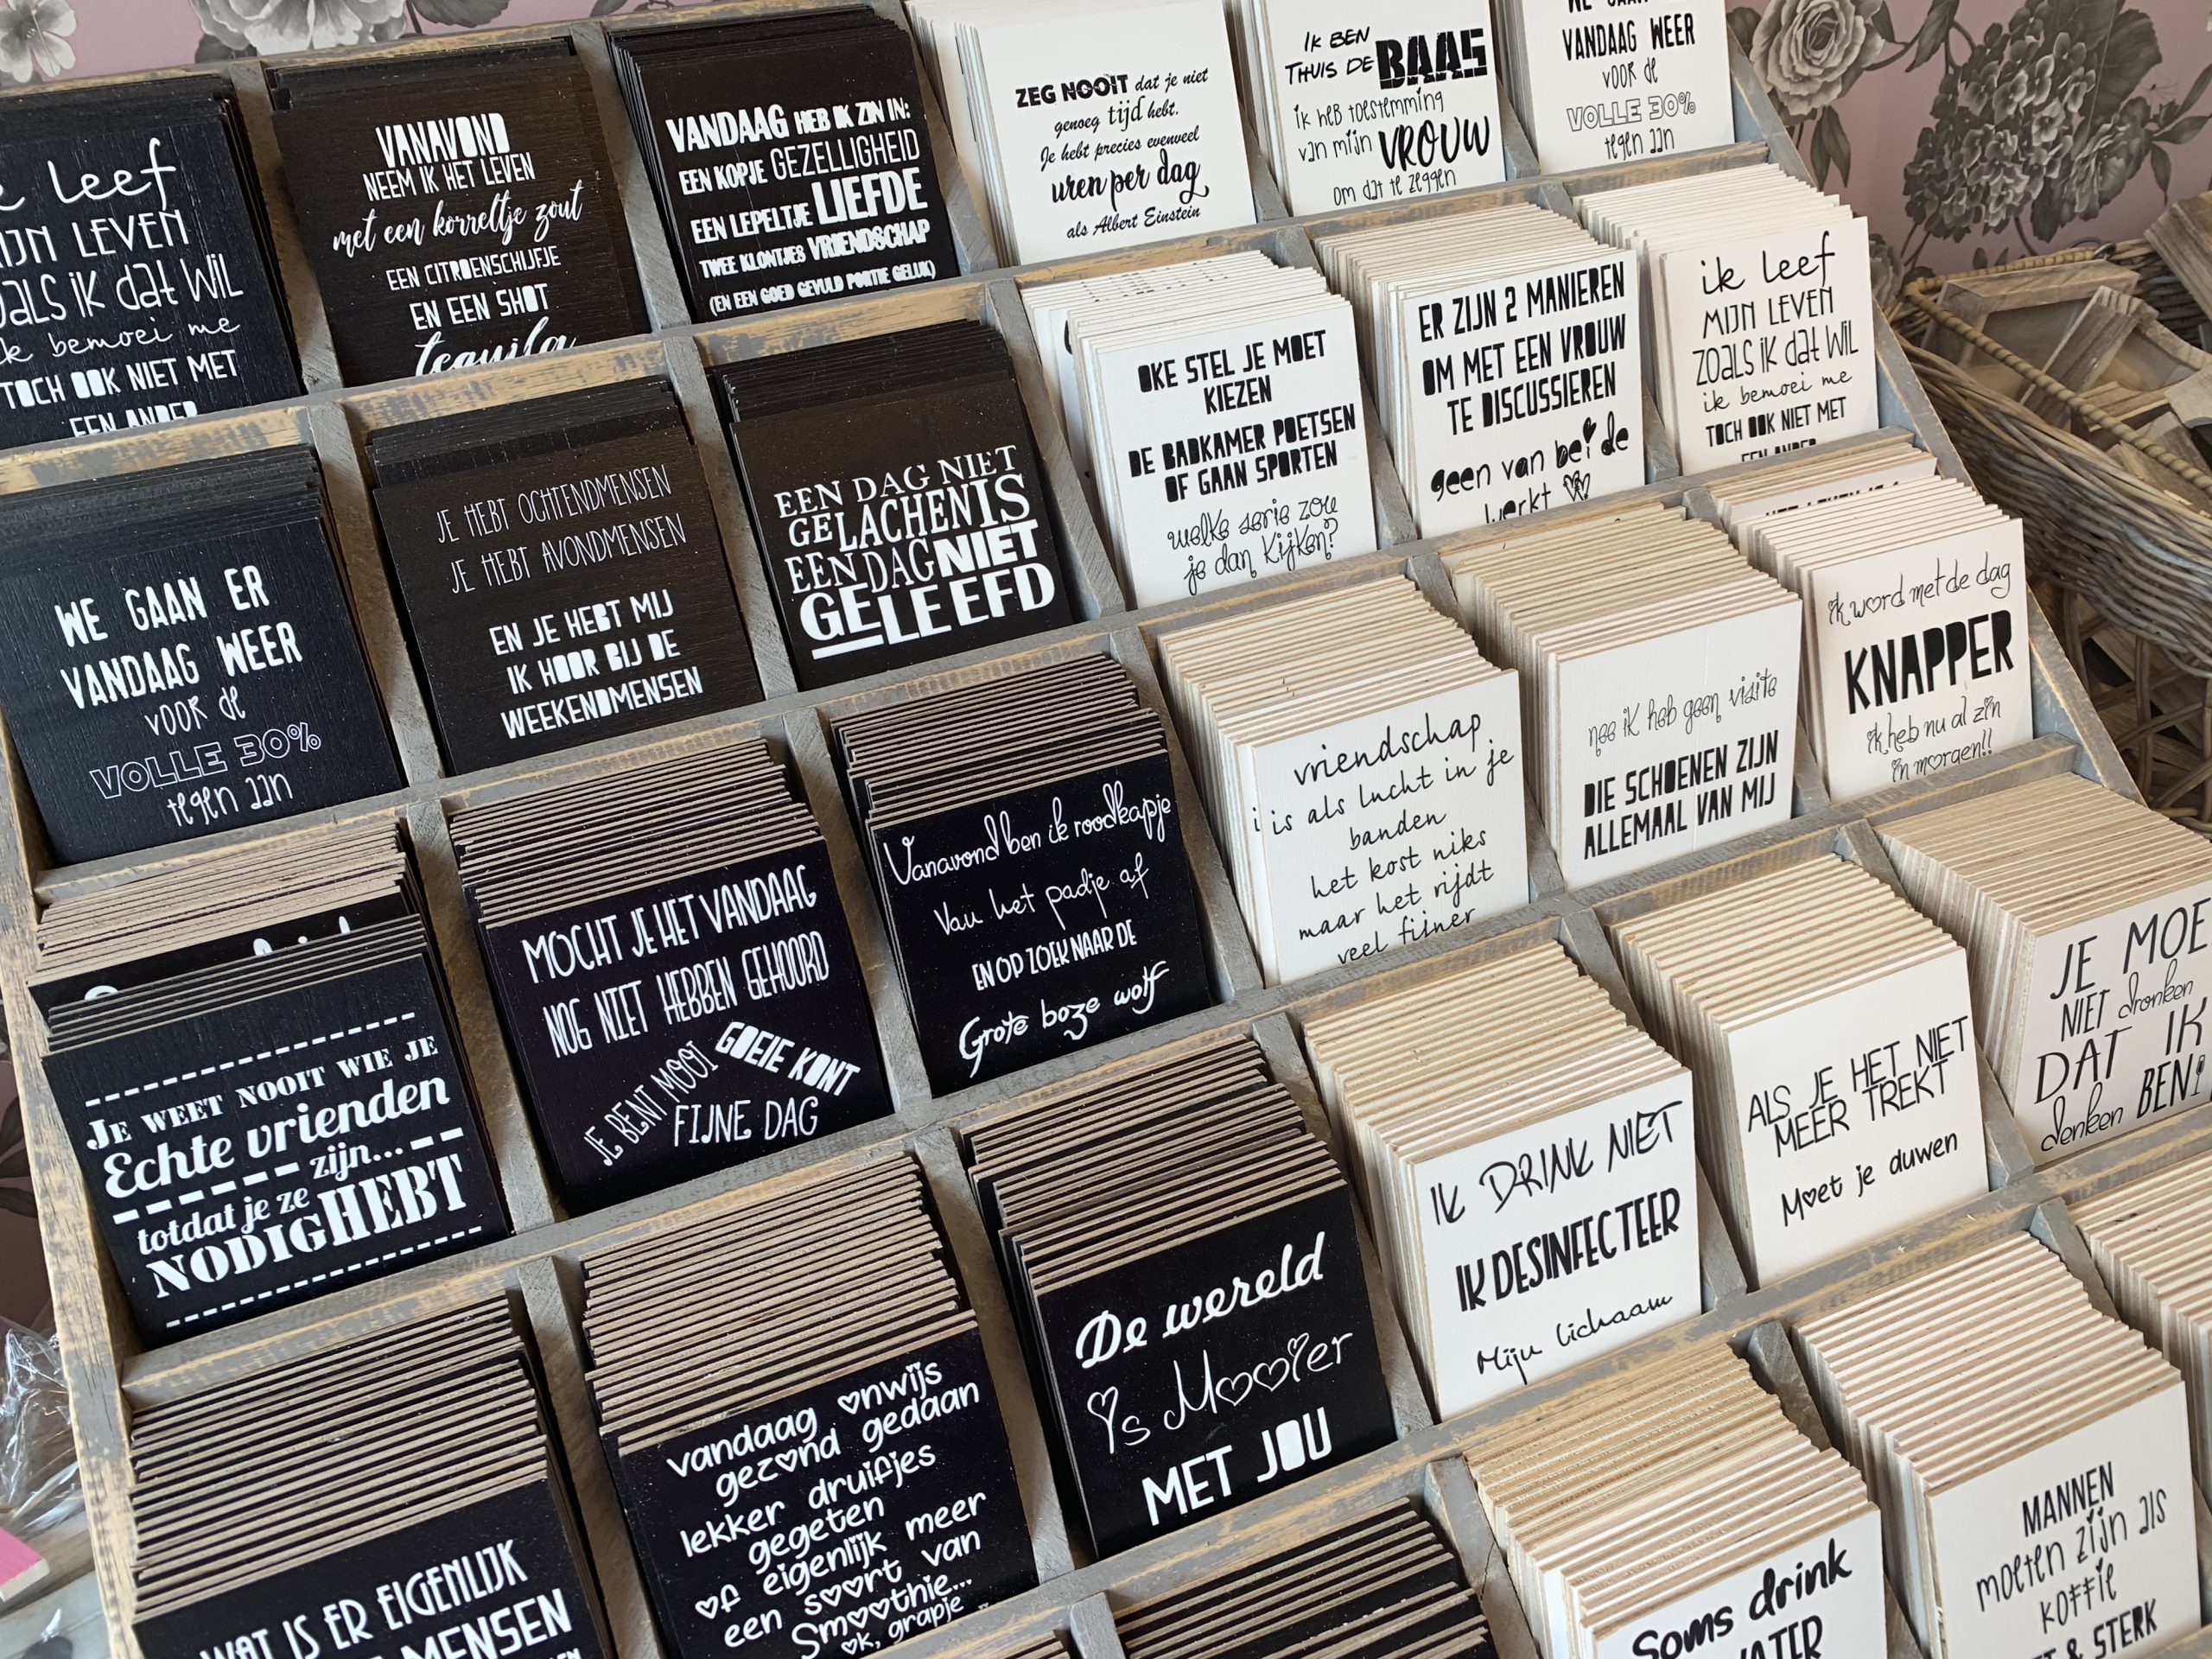 leef
LEVEN
ik dat wil
bemoei me
TOCH OOK NIET MET
EEN ANDER
VANAVOND
NEEM IK HET LEVEN
met een korreltje zout
EEN CITROENSCHIJFJE
EN EEN SHOT
tequila
VANDAAG HEB IK ZIN IN:
EEN KOPJE GEZELLIGHEID
EEN LEPELTJE LIEFDE
TWEE KLONTJES VRIENDSCHAP
(EN EEN GOED GEVULD PORTIE GELUK)
ZEG NOOIT dat je niet
genoeg tijd hebt.
Je hebt precies evenveel
uren per dag
als Albert Einstein
IK BEN
THUIS DE BAAS
ik heb toestemming
van mijn VROUW
om dat te zeggen
WE GAAN
VANDAAG WEER
voor de
VOLLE 30%
tegen aan
WE GAAN ER
VANDAAG WEER
voor de
VOLLE 30%
tegen aan
JE HEBT OCHTENDMENSEN
JE HEBT AVONDMENSEN
EN JE HEBT MIJ
IK HOOR BIJ DE
WEEKENDMENSEN
EEN DAG NIET
GELACHEN IS
EEN DAG NIET
GELEEFD
OKE STEL JE MOET
KIEZEN
DE BADKAMER POETSEN
OF GAAN SPORTEN
welke serie zou
je dan kijken?
ER ZIJN 2 MANIEREN
OM MET EEN VROUW
TE DISCUSSIEREN
geen van beide
werkt
ik leef
MIJN LEVEN
ZOALS ik dat wil
ik bemoei me
TOCH OOK NIET MET
EEN ANDER
JE WEET NOOIT WIE JE
Echte vrienden
zijn...
totdat je ze
NODIG HEBT
MOCHT JE HET VANDAAG
NOG NIET HEBBEN GEHOORD
JE BENT MOOI
GOEIE KONT
FIJNE DAG
Vanavond ben ik roodkapje
Van het padje af
EN OP ZOEK NAAR DE
Grote boze wolf
vriendschap
is als lucht in je
banden
het kost niks
maar het rijdt
veel fijner
nee ik heb geen visite
DIE SCHOENEN ZIJN
ALLEMAAL VAN MIJ
ik word met de dag
KNAPPER
ik heb nu al zin
in morgen!!
WAT IS ER EIGENLIJK
MENSEN
vandaag onwijs
gezond gedaan
lekker druifjes
gegeten
of eigenlijk meer
een soort van
Smoothie...
ok, grapje
De wereld
is Mooier
MET JOU
IK DRINK NIET
IK DESINFECTEER
Mijn lichaam
ALS JE HET NIET
MEER TREKT
Moet je duwen
JE MOE
NIET dronken
DAT IK
denken BEN!
Soms drink
WATER
MANNEN
moeten zijn als
koffie
& STERK